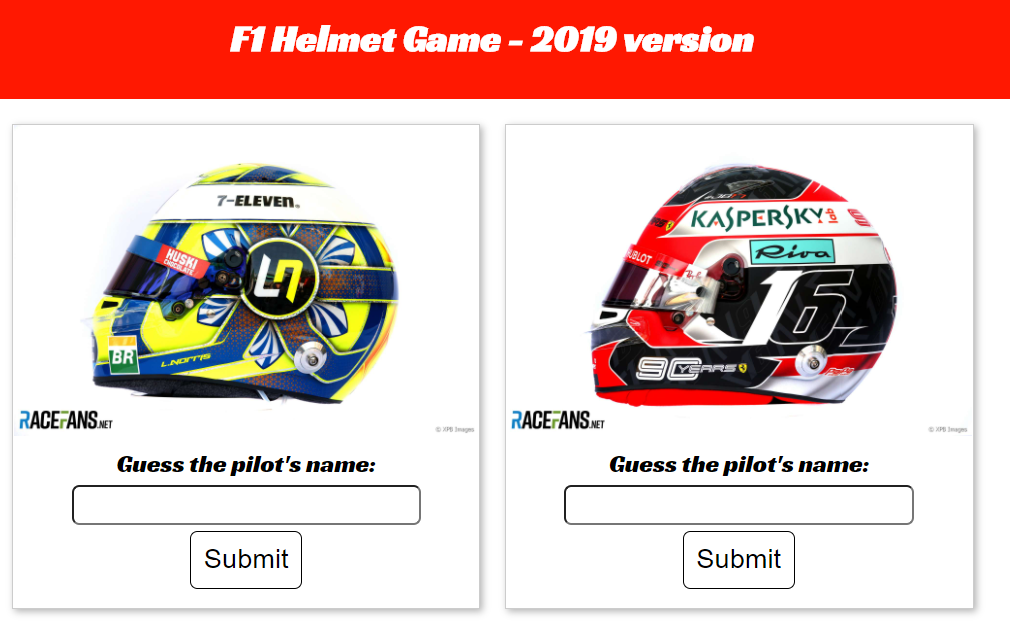 F1 Helmet Game - 2019 version
7-ELEVEN
HUSKI
CHOCOLATE
LN
BR
L.NORRIS
RACEFANS.NET
© XPB Images
Guess the pilot's name:
Submit
KASPERSKY
Riva
HUBLOT
16
90 YEARS
RACEFANS.NET
© XPB Images
Guess the pilot's name:
Submit